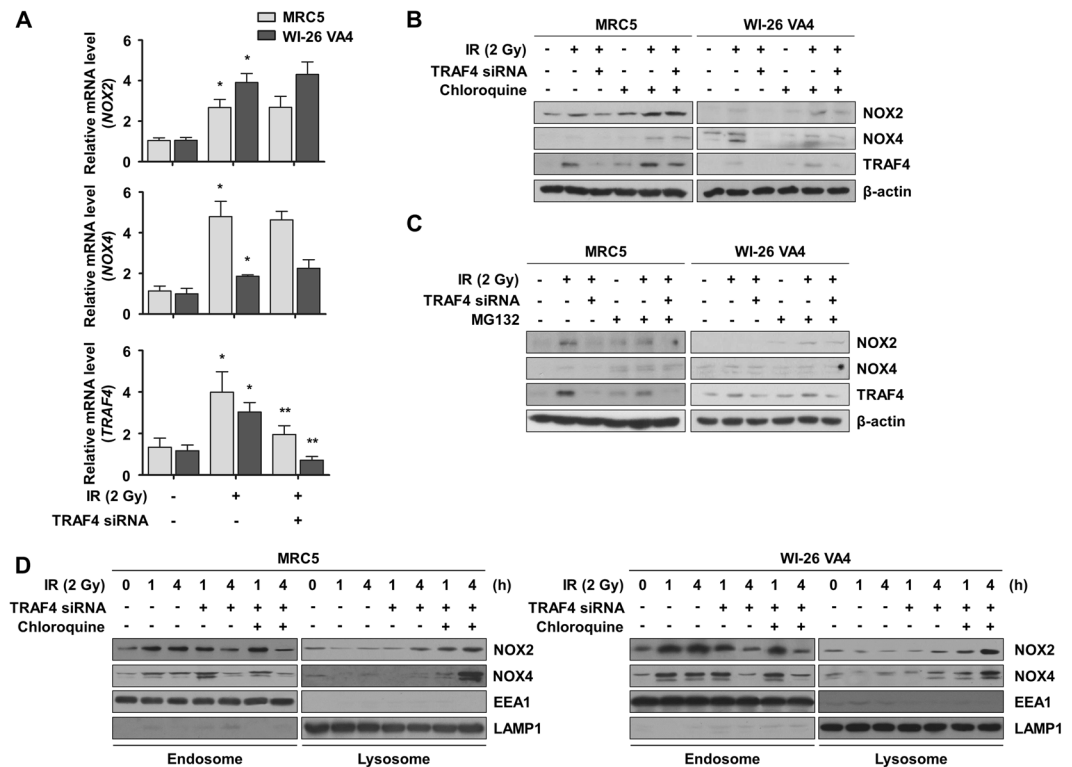 A
MRC5
WI-26 VA4
Relative mRNA level
(NOX2)
6
4
2
0
*
*
Relative mRNA level
(NOX4)
6
4
2
0
*
*
Relative mRNA level
(TRAF4)
6
4
2
0
*
*
**
**
IR (2 Gy) - + +
TRAF4 siRNA - - +
B
MRC5 WI-26 VA4
IR (2 Gy) - + + - + + - + + - + +
TRAF4 siRNA - - + - - + - - + - - +
Chloroquine - - - + + + - - - + + +
NOX2
NOX4
TRAF4
β-actin
C
MRC5 WI-26 VA4
IR (2 Gy) - + + - + + - + + - + +
TRAF4 siRNA - - + - - + - - + - - +
MG132 - - - + + + - - - + + +
NOX2
NOX4
TRAF4
β-actin
D
MRC5
IR (2 Gy) 0 1 4 1 4 1 4 0 1 4 1 4 1 4 (h)
TRAF4 siRNA - - - + + + + - - - + + + +
Chloroquine - - - - - + + - - - - - + +
NOX2
NOX4
EEA1
LAMP1
Endosome Lysosome
WI-26 VA4
IR (2 Gy) 0 1 4 1 4 1 4 0 1 4 1 4 1 4 (h)
TRAF4 siRNA - - - + + + + - - - + + + +
Chloroquine - - - - - + + - - - - - + +
NOX2
NOX4
EEA1
LAMP1
Endosome Lysosome